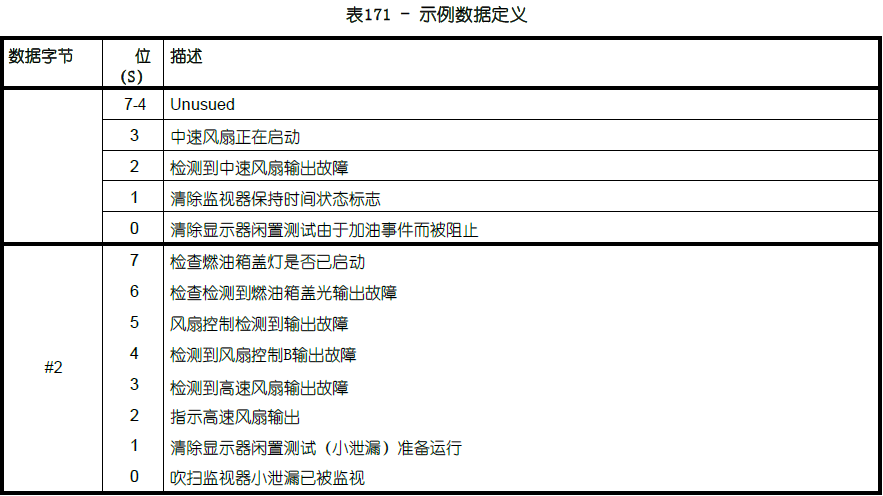 表171 - 示例数据定义
数据字节 位 描述
(S)
7-4 Unusued
3 中速风扇正在启动
2 检测到中速风扇输出故障
1 清除监视器保持时间状态标志
0 清除显示器闲置测试由于加油事件而被阻止
7 检查燃油箱盖灯是否已启动
6 检查检测到燃油箱盖光输出故障
5 风扇控制检测到输出故障
#2 4 检测到风扇控制B输出故障
3 检测到高速风扇输出故障
2 指示高速风扇输出
1 清除显示器闲置测试（小泄漏）准备运行
0 吹扫监视器小泄漏已被监视